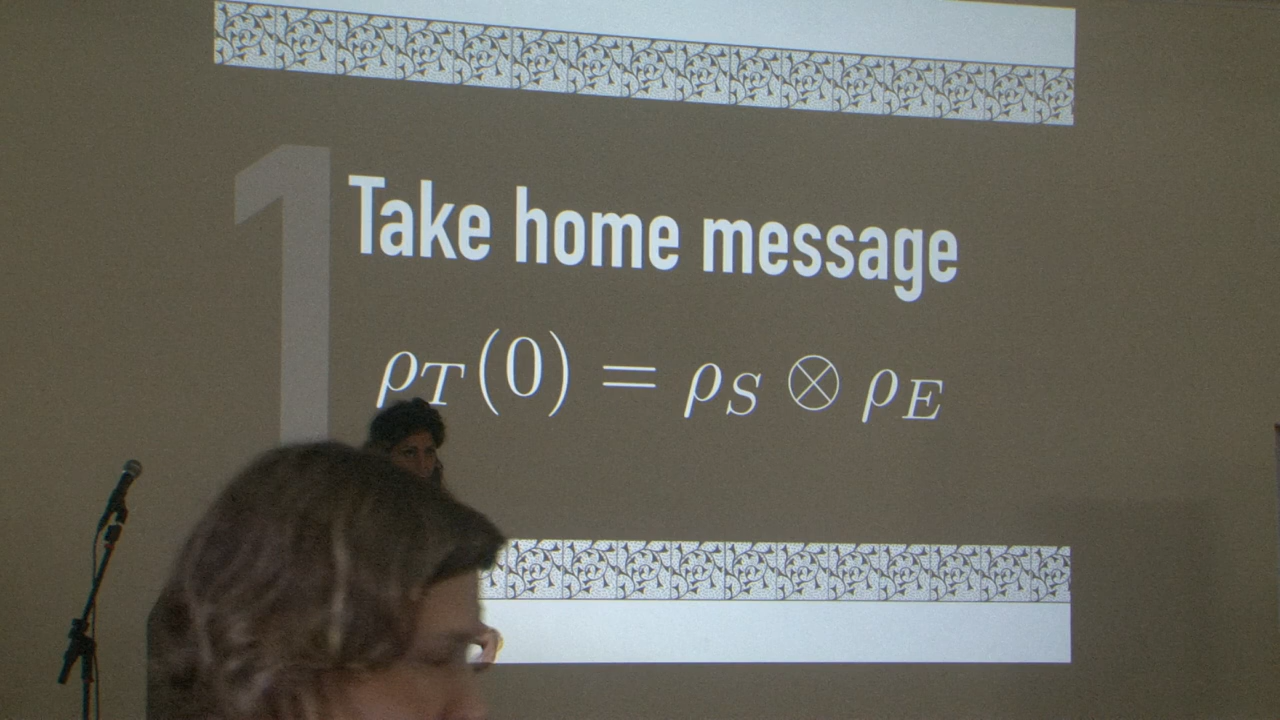 1
Take home message
ρ_T(0) = ρ_S ⊗ ρ_E